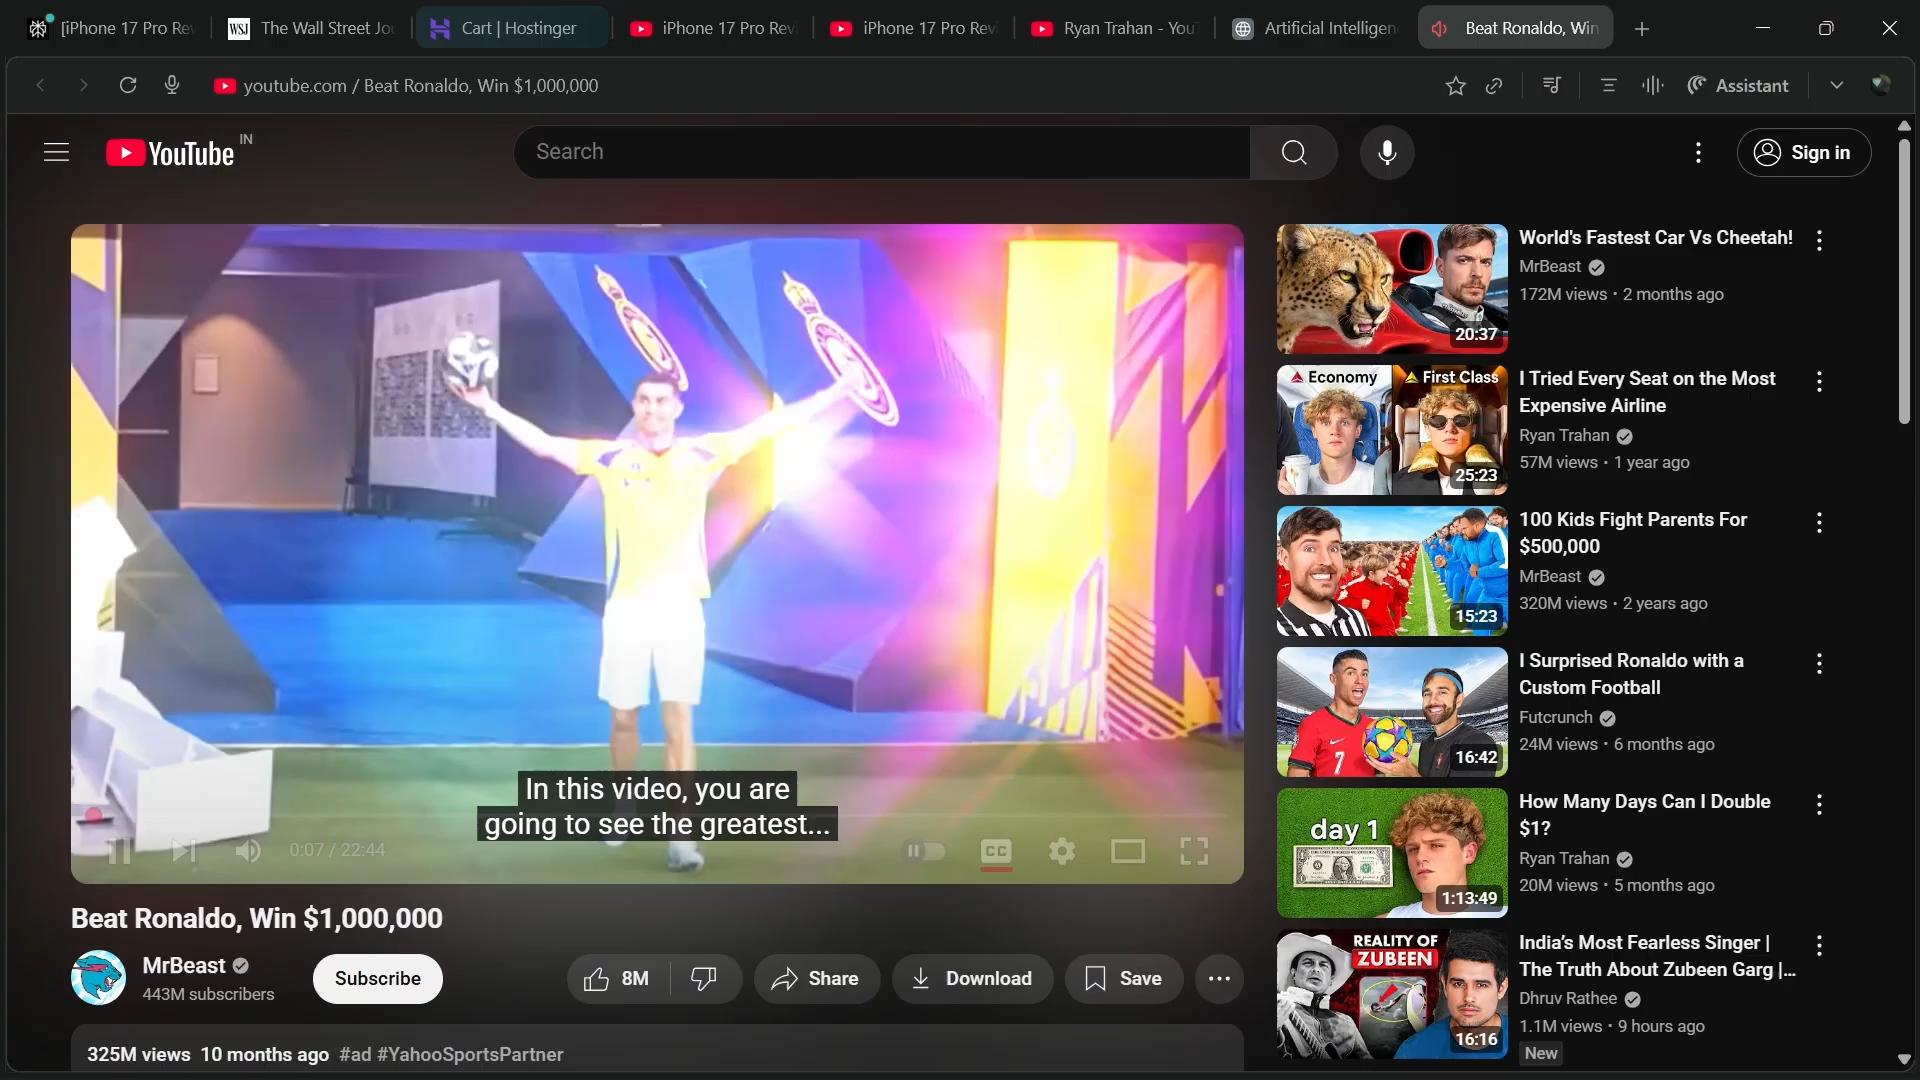 [iPhone 17 Pro Rev
The Wall Street Jou
Cart | Hostinger
iPhone 17 Pro Revi
iPhone 17 Pro Revi
Ryan Trahan - YouT
Artificial Intelligen
Beat Ronaldo, Win
youtube.com / Beat Ronaldo, Win $1,000,000
Assistant
YouTube IN
Search
Sign in
In this video, you are
going to see the greatest...
0:07 / 22:44
CC
Beat Ronaldo, Win $1,000,000
MrBeast
443M subscribers
Subscribe
8M
Share
Download
Save
325M views 10 months ago #ad #YahooSportsPartner
20:37
World's Fastest Car Vs Cheetah!
MrBeast
172M views • 2 months ago
Economy
First Class
25:23
I Tried Every Seat on the Most
Expensive Airline
Ryan Trahan
57M views • 1 year ago
15:23
100 Kids Fight Parents For
$500,000
MrBeast
320M views • 2 years ago
7
16:42
I Surprised Ronaldo with a
Custom Football
Futcrunch
24M views • 6 months ago
day 1
1:13:49
How Many Days Can I Double
$1?
Ryan Trahan
20M views • 5 months ago
REALITY OF
ZUBEEN
16:16
India's Most Fearless Singer |
The Truth About Zubeen Garg |...
Dhruv Rathee
1.1M views • 9 hours ago
New